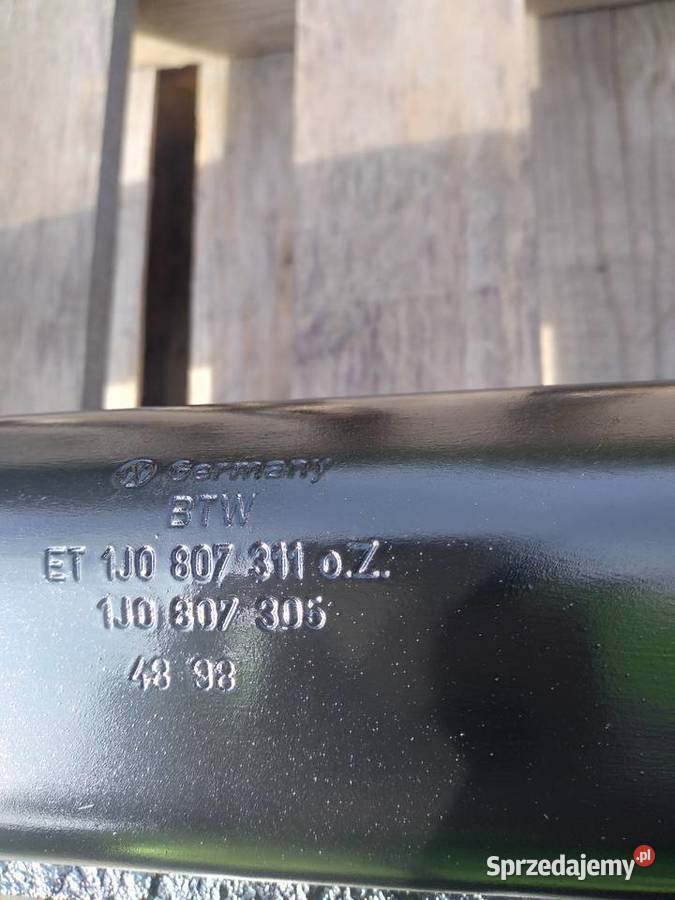 Germany
BTW
ET 1J0 807 311 o.Z.
1J0 807 305
48 98
Sprzedajemy.pl